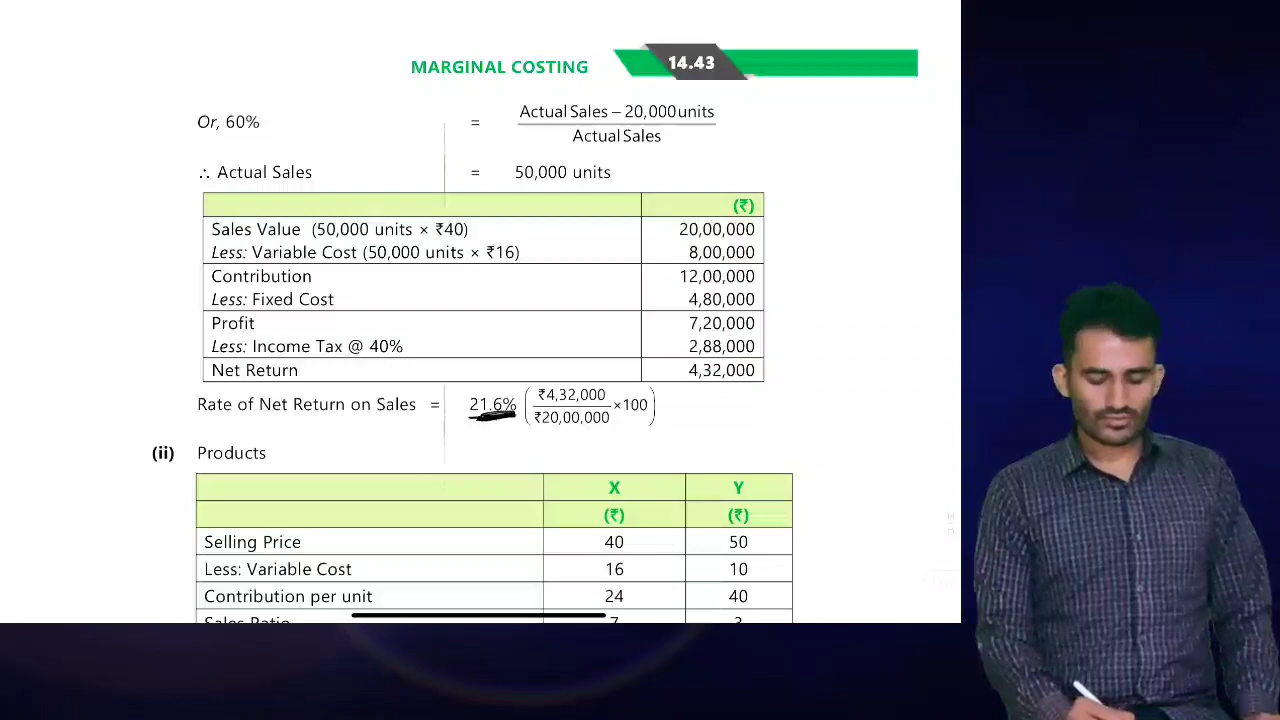 MARGINAL COSTING 14.43
Or, 60% = Actual Sales – 20,000 units
Actual Sales
∴ Actual Sales = 50,000 units
(₹)
Sales Value (50,000 units × ₹40) 20,00,000
Less: Variable Cost (50,000 units × ₹16) 8,00,000
Contribution 12,00,000
Less: Fixed Cost 4,80,000
Profit 7,20,000
Less: Income Tax @ 40% 2,88,000
Net Return 4,32,000
Rate of Net Return on Sales = 21.6% (₹4,32,000 / ₹20,00,000 ×100)
(ii) Products
X Y
(₹) (₹)
Selling Price 40 50
Less: Variable Cost 16 10
Contribution per unit 24 40
Sales Ratio 7 3